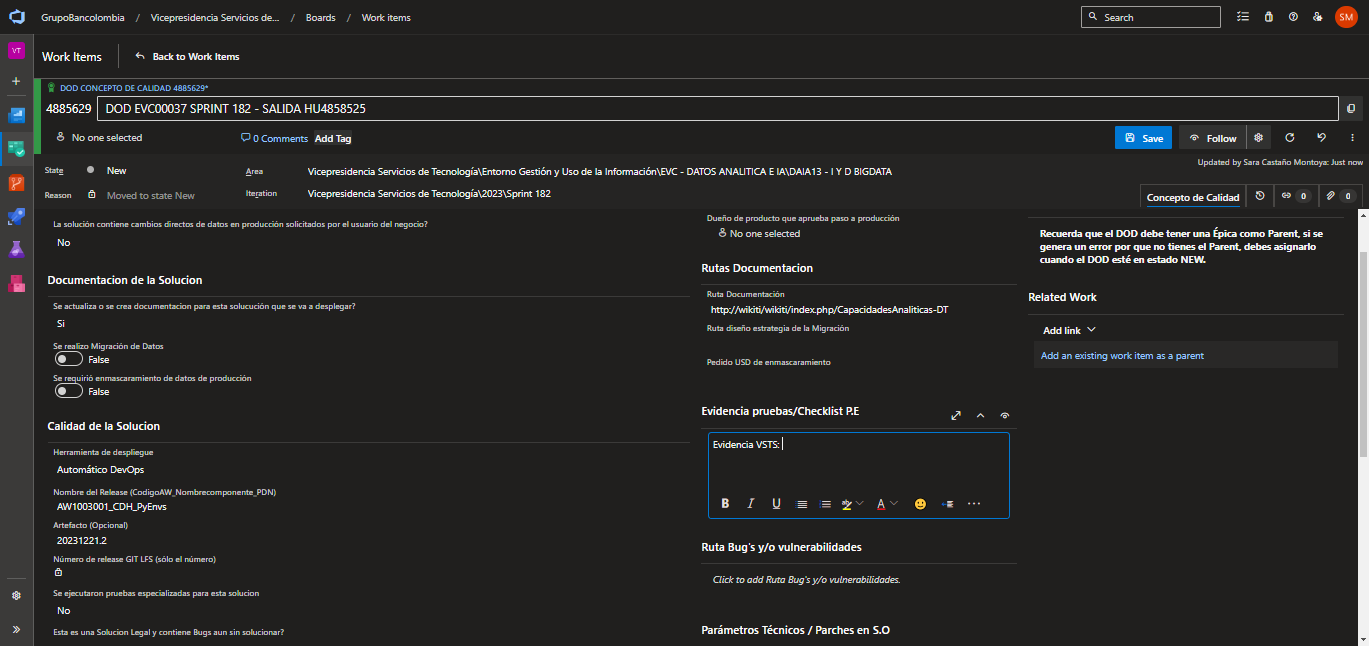 GrupoBancolombia / Vicepresidencia Servicios de... / Boards / Work items
Search
SM
VT
Work Items
Back to Work Items
DOD CONCEPTO DE CALIDAD 4885629*
4885629 DOD EVC00037 SPRINT 182 - SALIDA HU4858525
No one selected
0 Comments
Add Tag
Save
Follow
Updated by Sara Castaño Montoya: Just now
State New
Area Vicepresidencia Servicios de Tecnología\Entorno Gestión y Uso de la Información\EVC - DATOS ANALITICA E IA\DAIA13 - I Y D BIGDATA
Reason Moved to state New
Iteration Vicepresidencia Servicios de Tecnología\2023\Sprint 182
Concepto de Calidad
0
0
La solución contiene cambios directos de datos en producción solicitados por el usuario del negocio?
No
Documentacion de la Solucion
Se actualiza o se crea documentacion para esta solucución que se va a desplegar?
Si
Se realizo Migración de Datos
False
Se requirió enmascaramiento de datos de producción
False
Calidad de la Solucion
Herramienta de despliegue
Automático DevOps
Nombre del Release (CodigoAW_Nombrecomponente_PDN)
AW1003001_CDH_PyEnvs
Artefacto (Opcional)
20231221.2
Número de release GIT LFS (sólo el número)
Se ejecutaron pruebas especializadas para esta solucion
No
Esta es una Solucion Legal y contiene Bugs aun sin solucionar?
Dueño de producto que aprueba paso a producción
No one selected
Rutas Documentacion
Ruta Documentación
http://wikiti/wikiti/index.php/CapacidadesAnaliticas-DT
Ruta diseño estrategia de la Migración
Pedido USD de enmascaramiento
Evidencia pruebas/Checklist P.E
Evidencia VSTS:
B I U A
Ruta Bug's y/o vulnerabilidades
Click to add Ruta Bug's y/o vulnerabilidades.
Parámetros Técnicos / Parches en S.O
Recuerda que el DOD debe tener una Épica como Parent, si se
genera un error por que no tienes el Parent, debes asignarlo
cuando el DOD esté en estado NEW.
Related Work
Add link
Add an existing work item as a parent